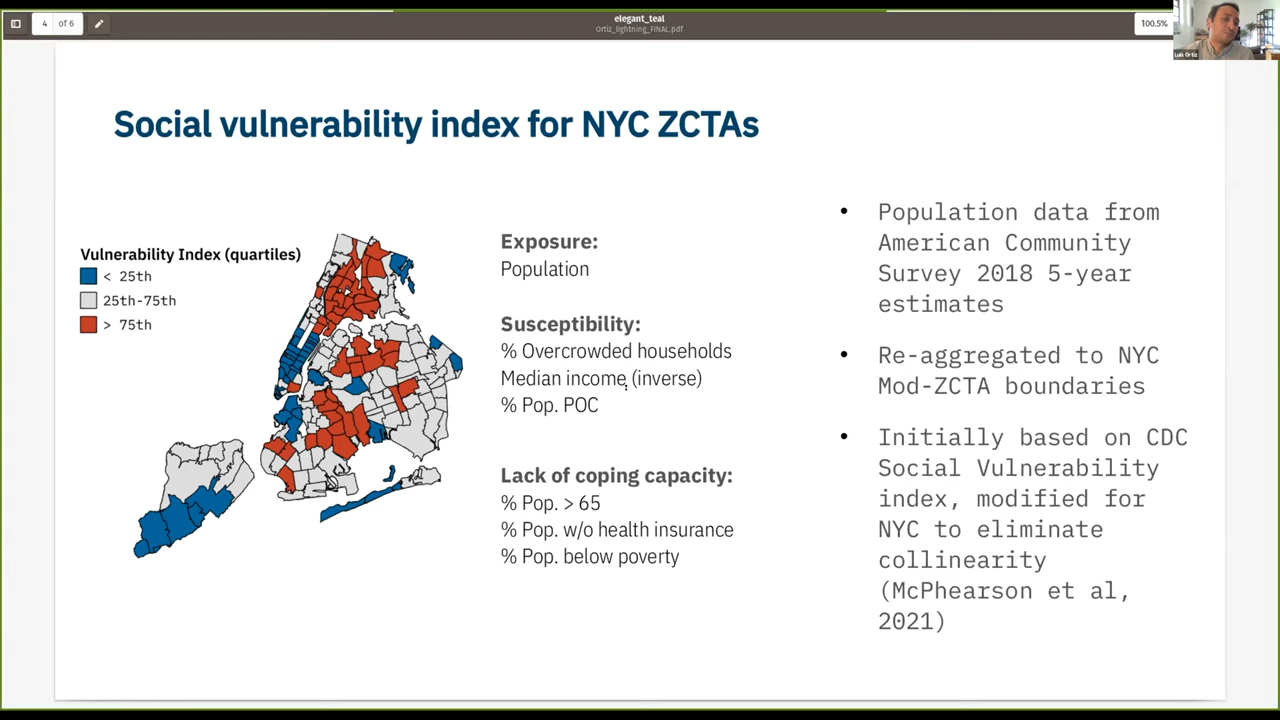 4 of 6
elegant_teal
Ortiz_lightning_FINAL.pdf
100.5%
Luis Ortiz
Social vulnerability index for NYC ZCTAs
Vulnerability Index (quartiles)
< 25th
25th-75th
> 75th
Exposure:
Population
Susceptibility:
% Overcrowded households
Median income (inverse)
% Pop. POC
Lack of coping capacity:
% Pop. > 65
% Pop. w/o health insurance
% Pop. below poverty
• Population data from
American Community
Survey 2018 5-year
estimates
• Re-aggregated to NYC
Mod-ZCTA boundaries
• Initially based on CDC
Social Vulnerability
index, modified for
NYC to eliminate
collinearity
(McPhearson et al,
2021)